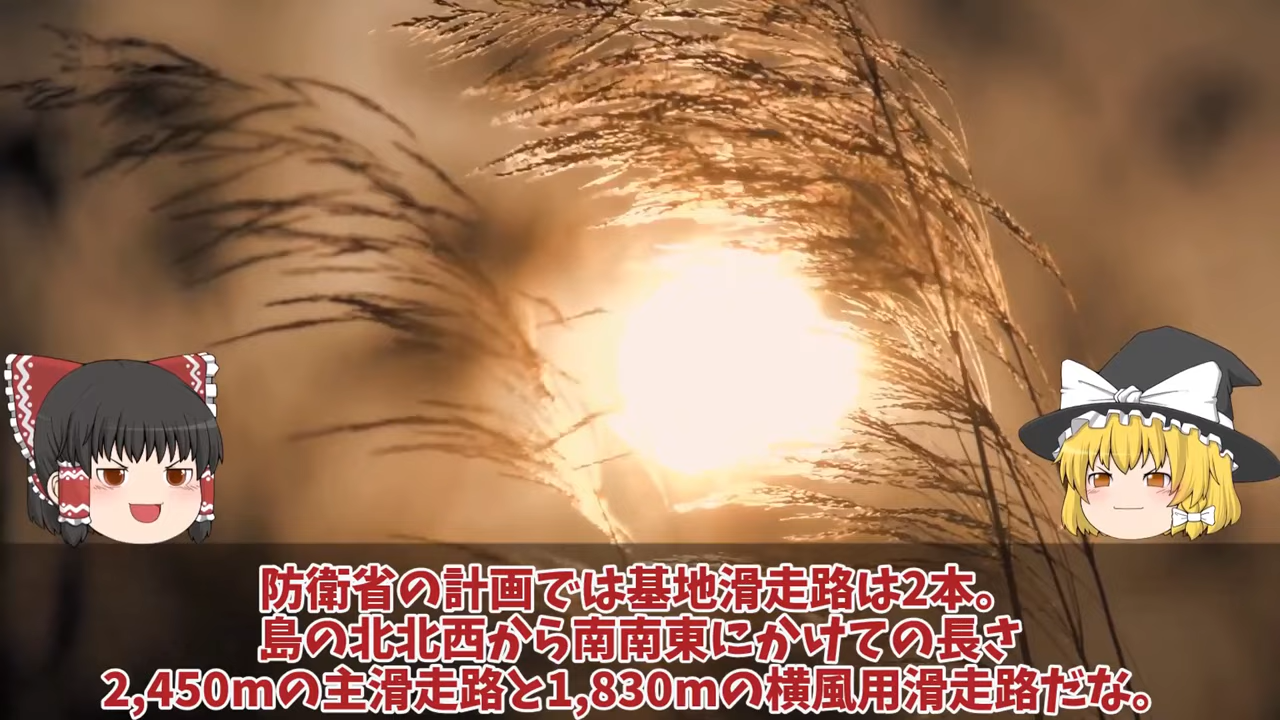 防衛省の計画では基地滑走路は2本。
島の北北西から南南東にかけての長さ
2,450mの主滑走路と1,830mの横風用滑走路だな。